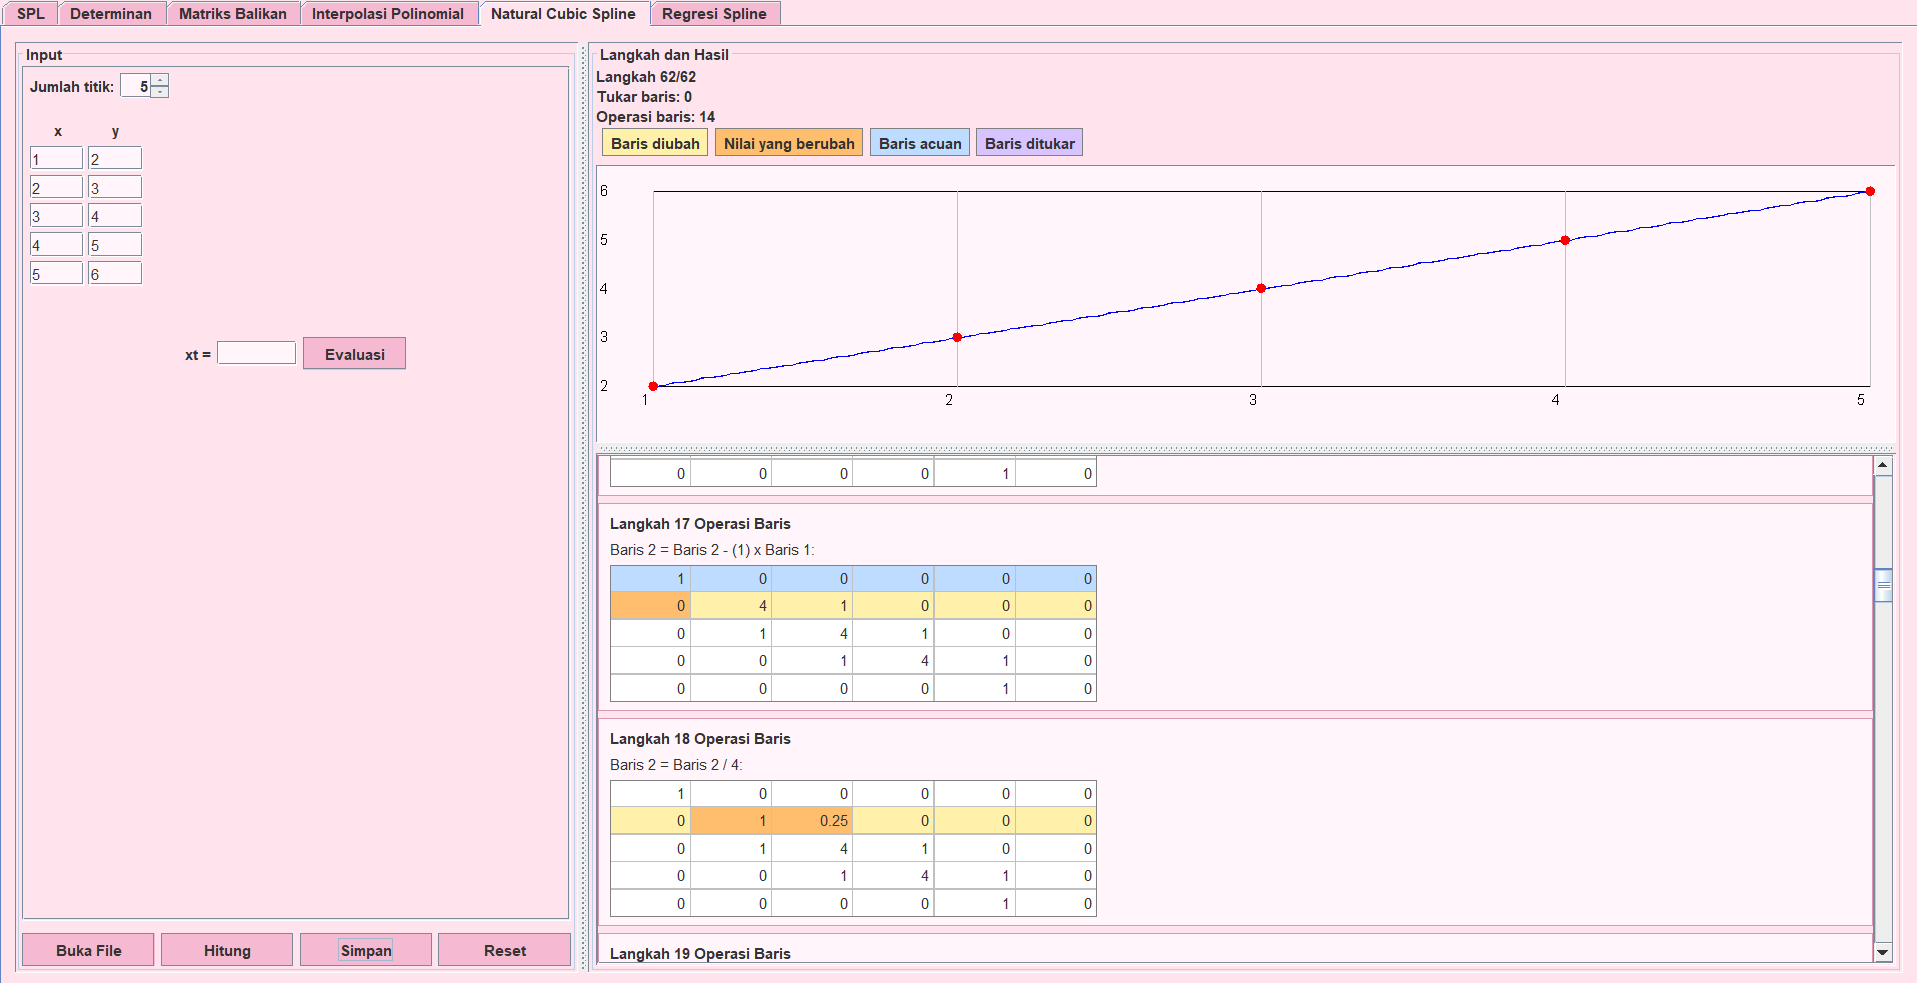 SPL Determinan Matriks Balikan Interpolasi Polinomial Natural Cubic Spline Regresi Spline
Input
Jumlah titik: 5
x y
1 2
2 3
3 4
4 5
5 6
xt = Evaluasi
Buka File Hitung Simpan Reset
Langkah dan Hasil
Langkah 62/62
Tukar baris: 0
Operasi baris: 14
Baris diubah Nilai yang berubah Baris acuan Baris ditukar
6
5
4
3
2
1 2 3 4 5
0 0 0 0 1 0
Langkah 17 Operasi Baris
Baris 2 = Baris 2 - (1) x Baris 1:
1 0 0 0 0 0
0 4 1 0 0 0
0 1 4 1 0 0
0 0 1 4 1 0
0 0 0 0 1 0
Langkah 18 Operasi Baris
Baris 2 = Baris 2 / 4:
1 0 0 0 0 0
0 1 0.25 0 0 0
0 1 4 1 0 0
0 0 1 4 1 0
0 0 0 0 1 0
Langkah 19 Operasi Baris